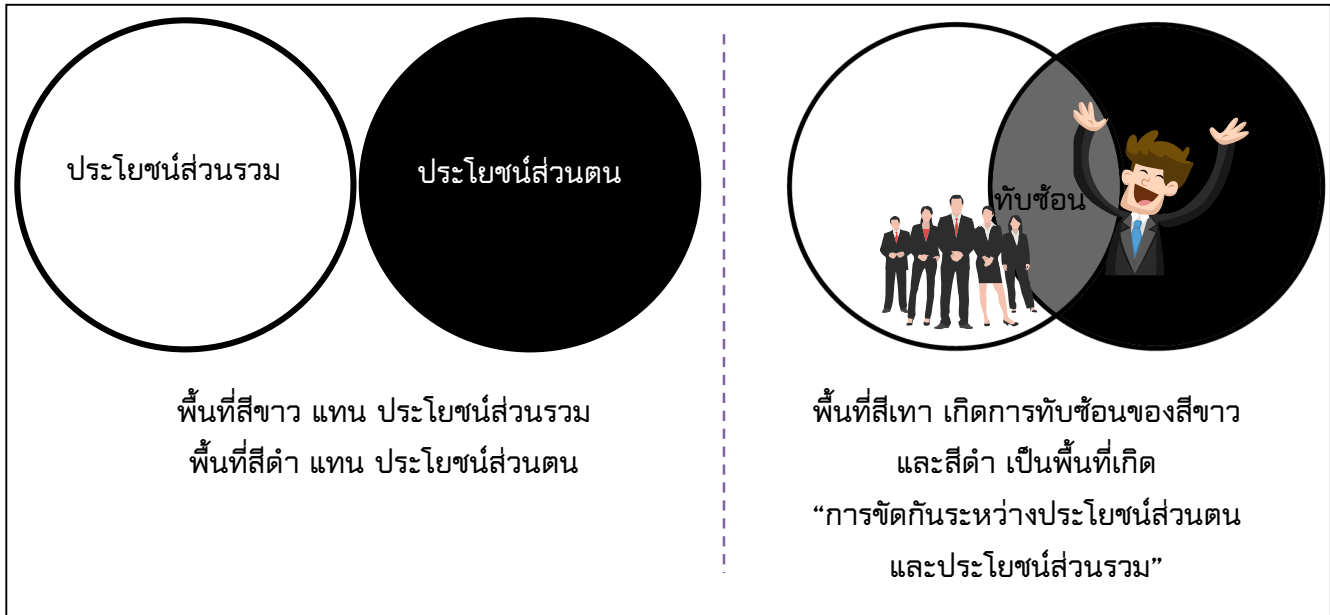 ประโยชน์ส่วนรวม
ประโยชน์ส่วนตน
พื้นที่สีขาว แทน ประโยชน์ส่วนรวม
พื้นที่สีดำ แทน ประโยชน์ส่วนตน
ทับซ้อน
พื้นที่สีเทา เกิดการทับซ้อนของสีขาว
และสีดำ เป็นพื้นที่เกิด
“การขัดกันระหว่างประโยชน์ส่วนตน
และประโยชน์ส่วนรวม”